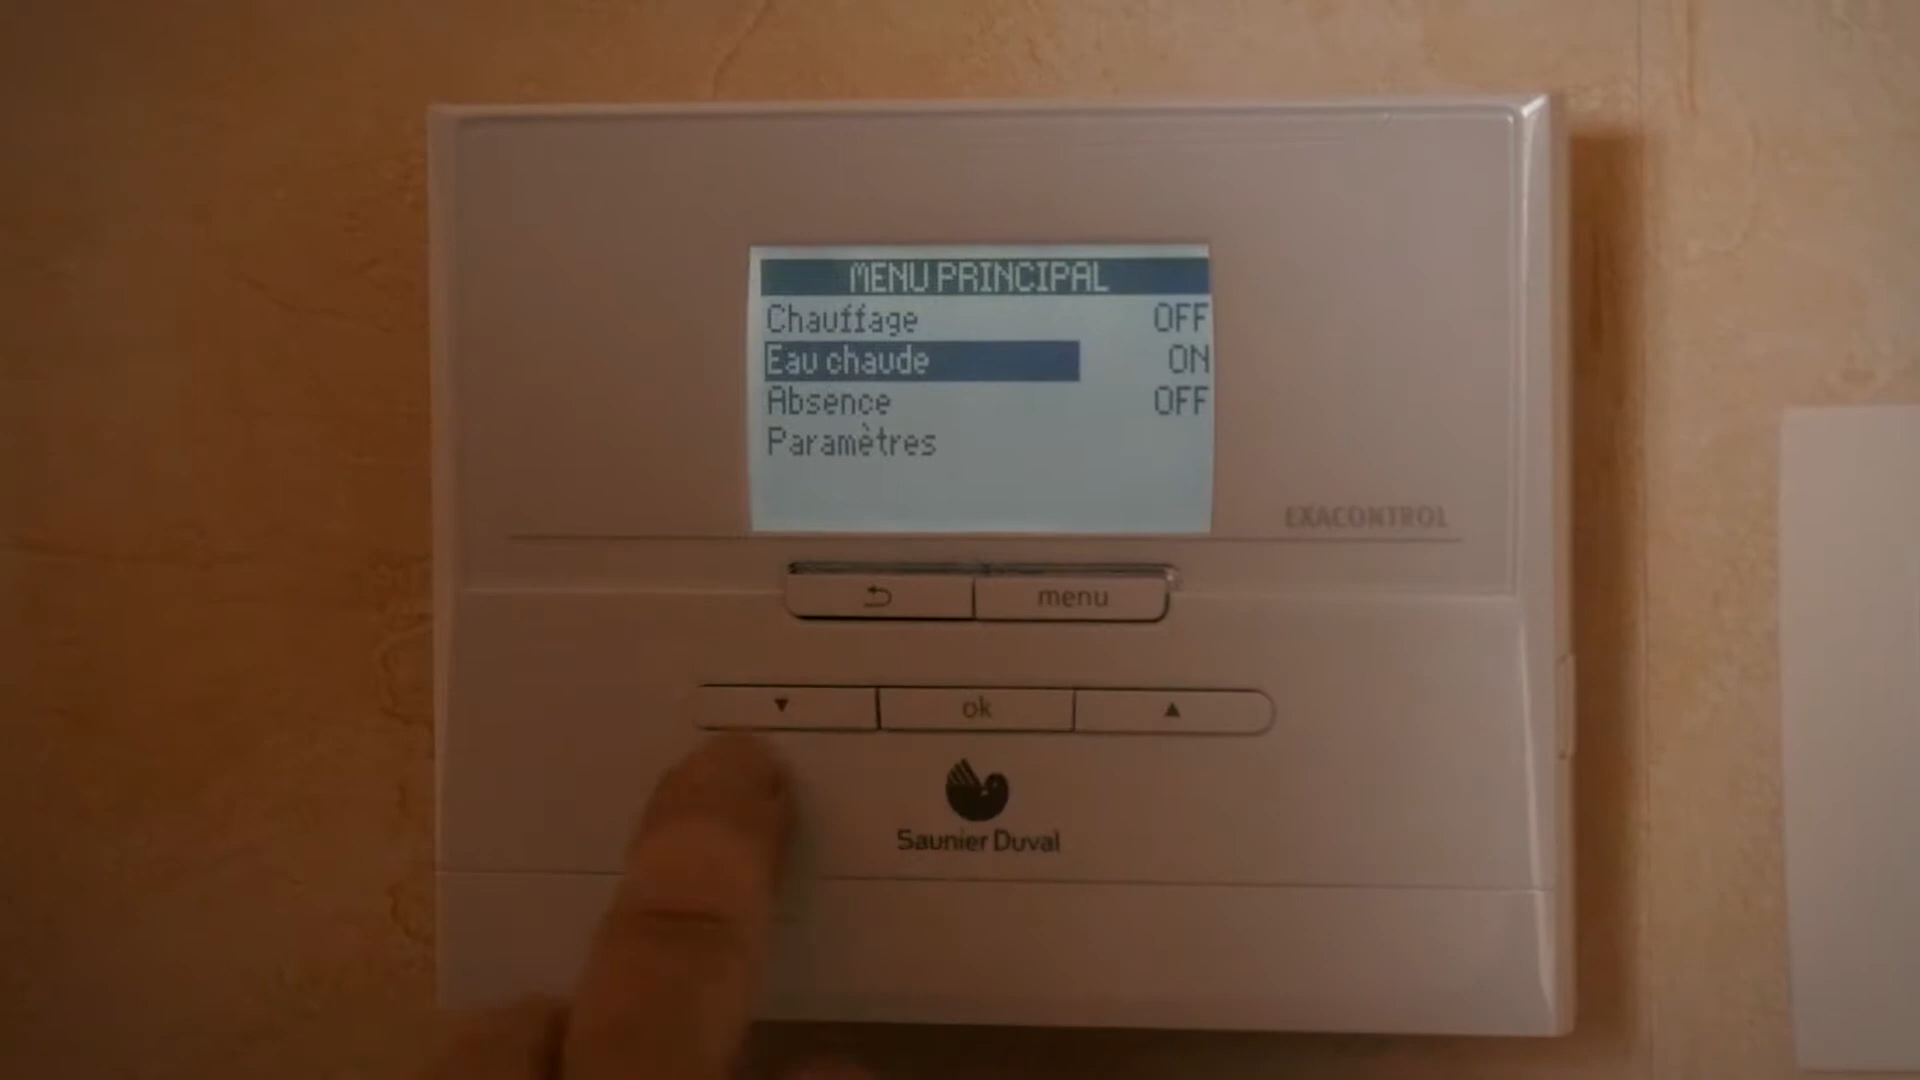 MENU PRINCIPAL
Chauffage OFF
Eau chaude ON
Absence OFF
Paramètres
EXACONTROL
menu
ok
Saunier Duval